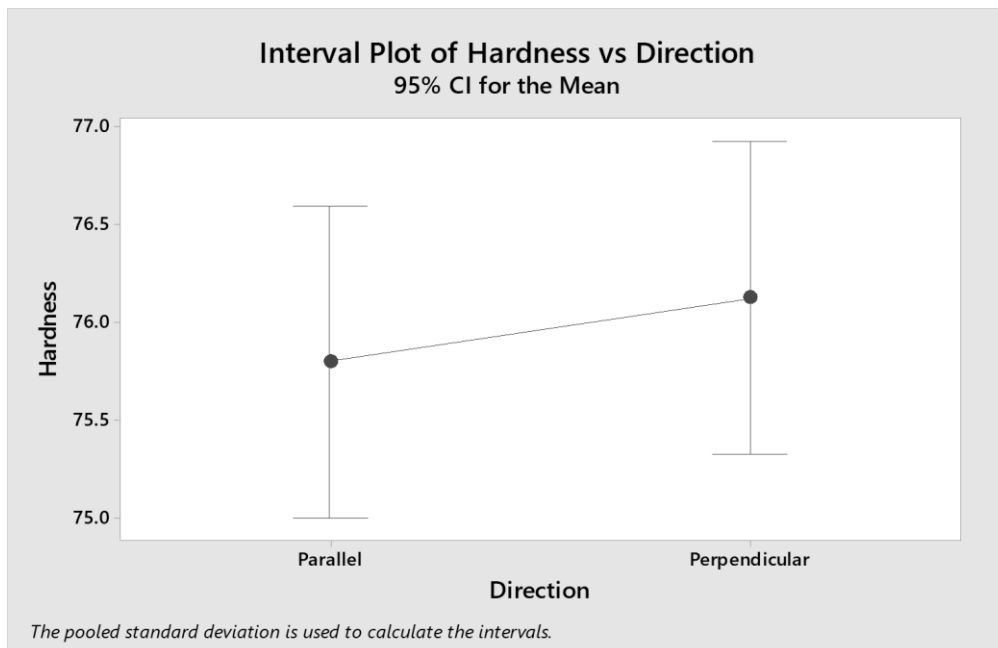 Interval Plot of Hardness vs Direction
95% CI for the Mean
77.0
76.5
76.0
75.5
75.0
Hardness
Parallel
Perpendicular
Direction
The pooled standard deviation is used to calculate the intervals.